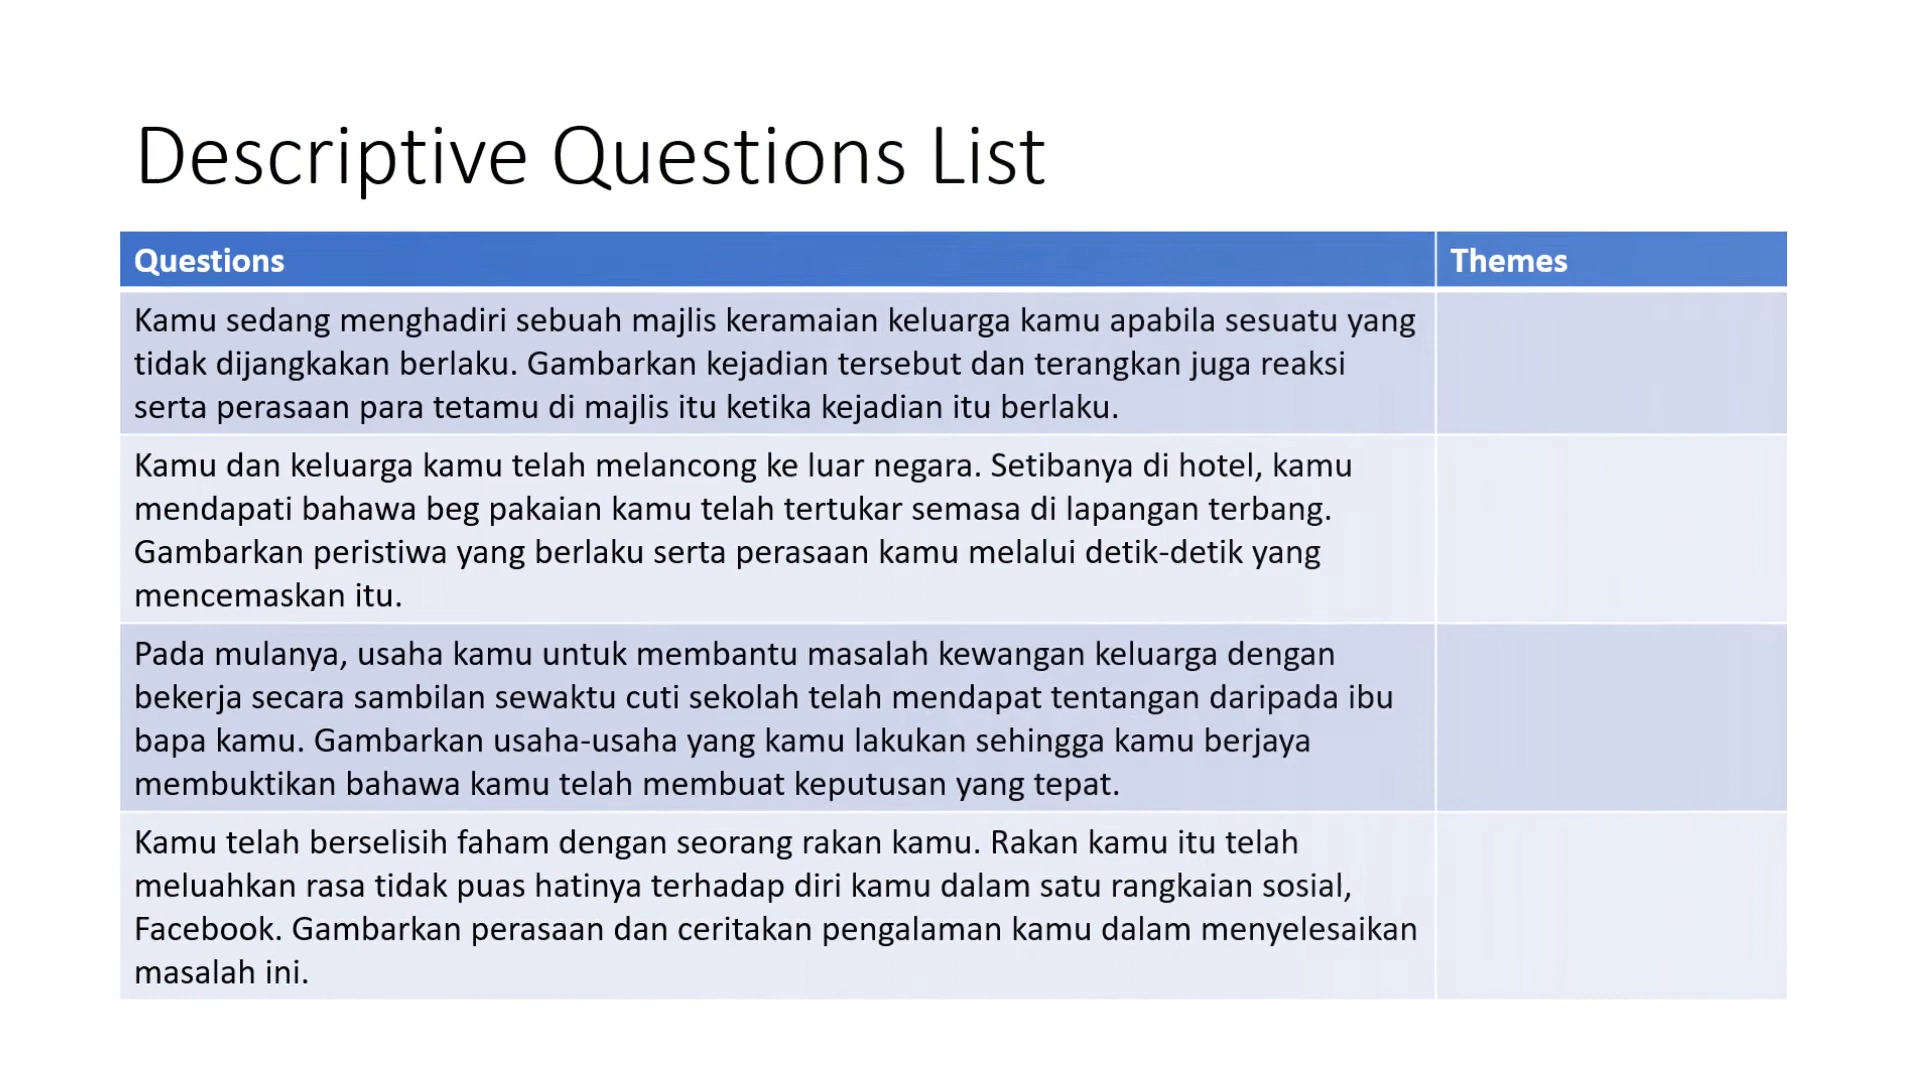 Descriptive Questions List
Questions
Themes
Kamu sedang menghadiri sebuah majlis keramaian keluarga kamu apabila sesuatu yang
tidak dijangkakan berlaku. Gambarkan kejadian tersebut dan terangkan juga reaksi
serta perasaan para tetamu di majlis itu ketika kejadian itu berlaku.
Kamu dan keluarga kamu telah melancong ke luar negara. Setibanya di hotel, kamu
mendapati bahawa beg pakaian kamu telah tertukar semasa di lapangan terbang.
Gambarkan peristiwa yang berlaku serta perasaan kamu melalui detik-detik yang
mencemaskan itu.
Pada mulanya, usaha kamu untuk membantu masalah kewangan keluarga dengan
bekerja secara sambilan sewaktu cuti sekolah telah mendapat tentangan daripada ibu
bapa kamu. Gambarkan usaha-usaha yang kamu lakukan sehingga kamu berjaya
membuktikan bahawa kamu telah membuat keputusan yang tepat.
Kamu telah berselisih faham dengan seorang rakan kamu. Rakan kamu itu telah
meluahkan rasa tidak puas hatinya terhadap diri kamu dalam satu rangkaian sosial,
Facebook. Gambarkan perasaan dan ceritakan pengalaman kamu dalam menyelesaikan
masalah ini.